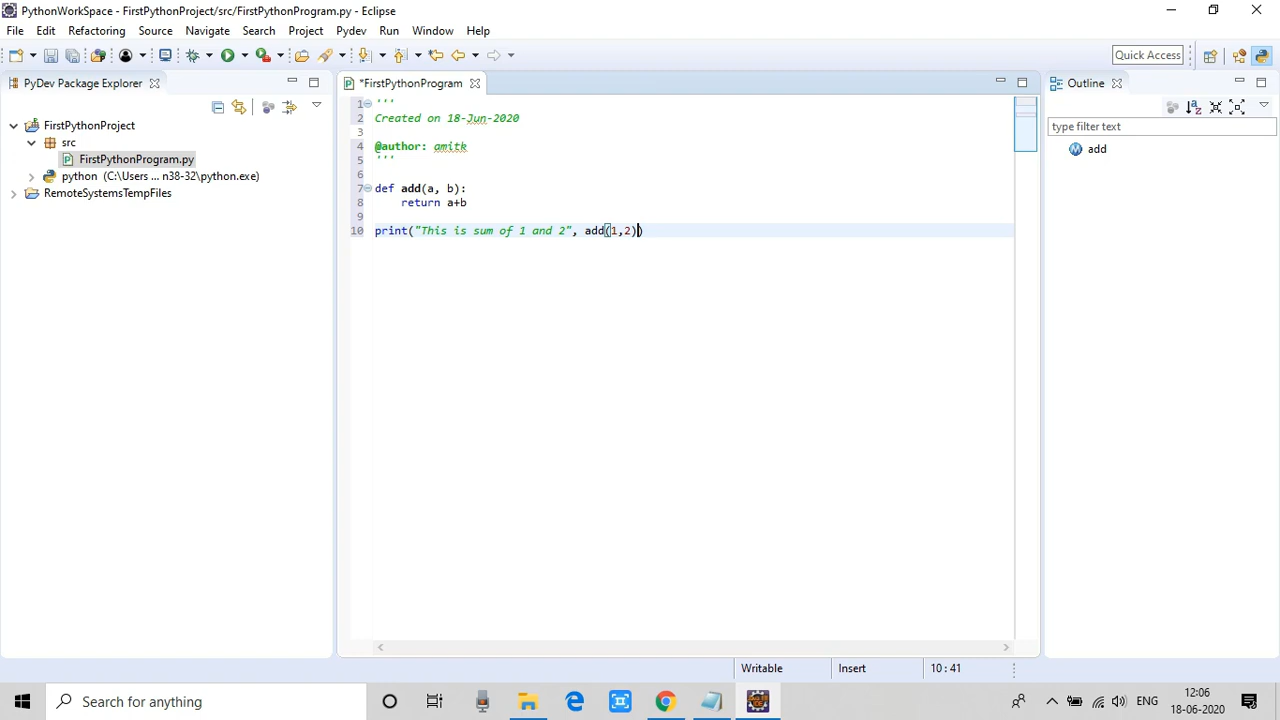 PythonWorkSpace - FirstPythonProject/src/FirstPythonProgram.py - Eclipse
File Edit Refactoring Source Navigate Search Project Pydev Run Window Help
Quick Access
PyDev Package Explorer
*FirstPythonProgram
Outline
FirstPythonProject
src
FirstPythonProgram.py
python (C:\Users ... n38-32\python.exe)
RemoteSystemsTempFiles
1 '''
2 Created on 18-Jun-2020
3
4 @author: amitk
5 '''
6
7 def add(a, b):
8 return a+b
9
10 print("This is sum of 1 and 2", add(1,2))
type filter text
add
Writable Insert 10 : 41
Search for anything
ENG
12:06
18-06-2020